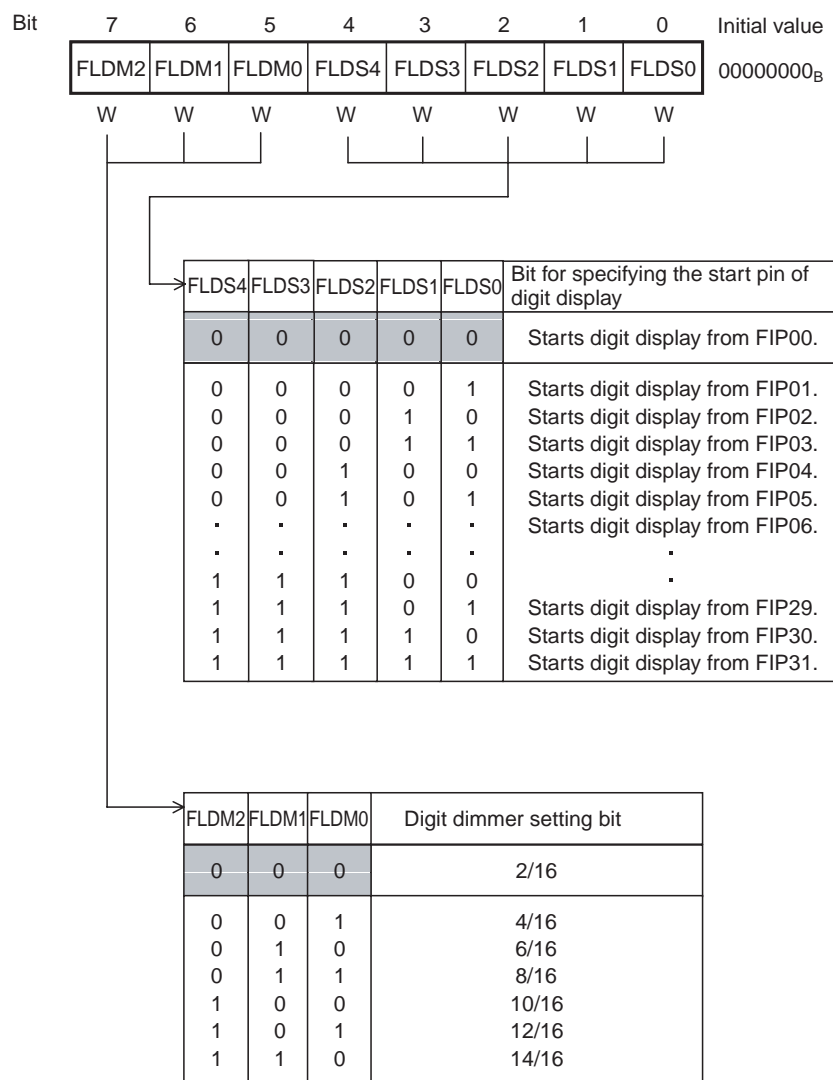 Bit 7 6 5 4 3 2 1 0 Initial value
FLDM2 FLDM1 FLDM0 FLDS4 FLDS3 FLDS2 FLDS1 FLDS0 00000000B
W W W W W W W W
FLDS4 FLDS3 FLDS2 FLDS1 FLDS0 Bit for specifying the start pin of
digit display
0 0 0 0 0 Starts digit display from FIP00.
0 0 0 0 1 Starts digit display from FIP01.
0 0 0 1 0 Starts digit display from FIP02.
0 0 0 1 1 Starts digit display from FIP03.
0 0 1 0 0 Starts digit display from FIP04.
0 0 1 0 1 Starts digit display from FIP05.
. . . . . Starts digit display from FIP06.
. . . . . .
1 1 1 0 0 .
1 1 1 0 1 Starts digit display from FIP29.
1 1 1 1 0 Starts digit display from FIP30.
1 1 1 1 1 Starts digit display from FIP31.
FLDM2 FLDM1 FLDM0 Digit dimmer setting bit
0 0 0 2/16
0 0 1 4/16
0 1 0 6/16
0 1 1 8/16
1 0 0 10/16
1 0 1 12/16
1 1 0 14/16